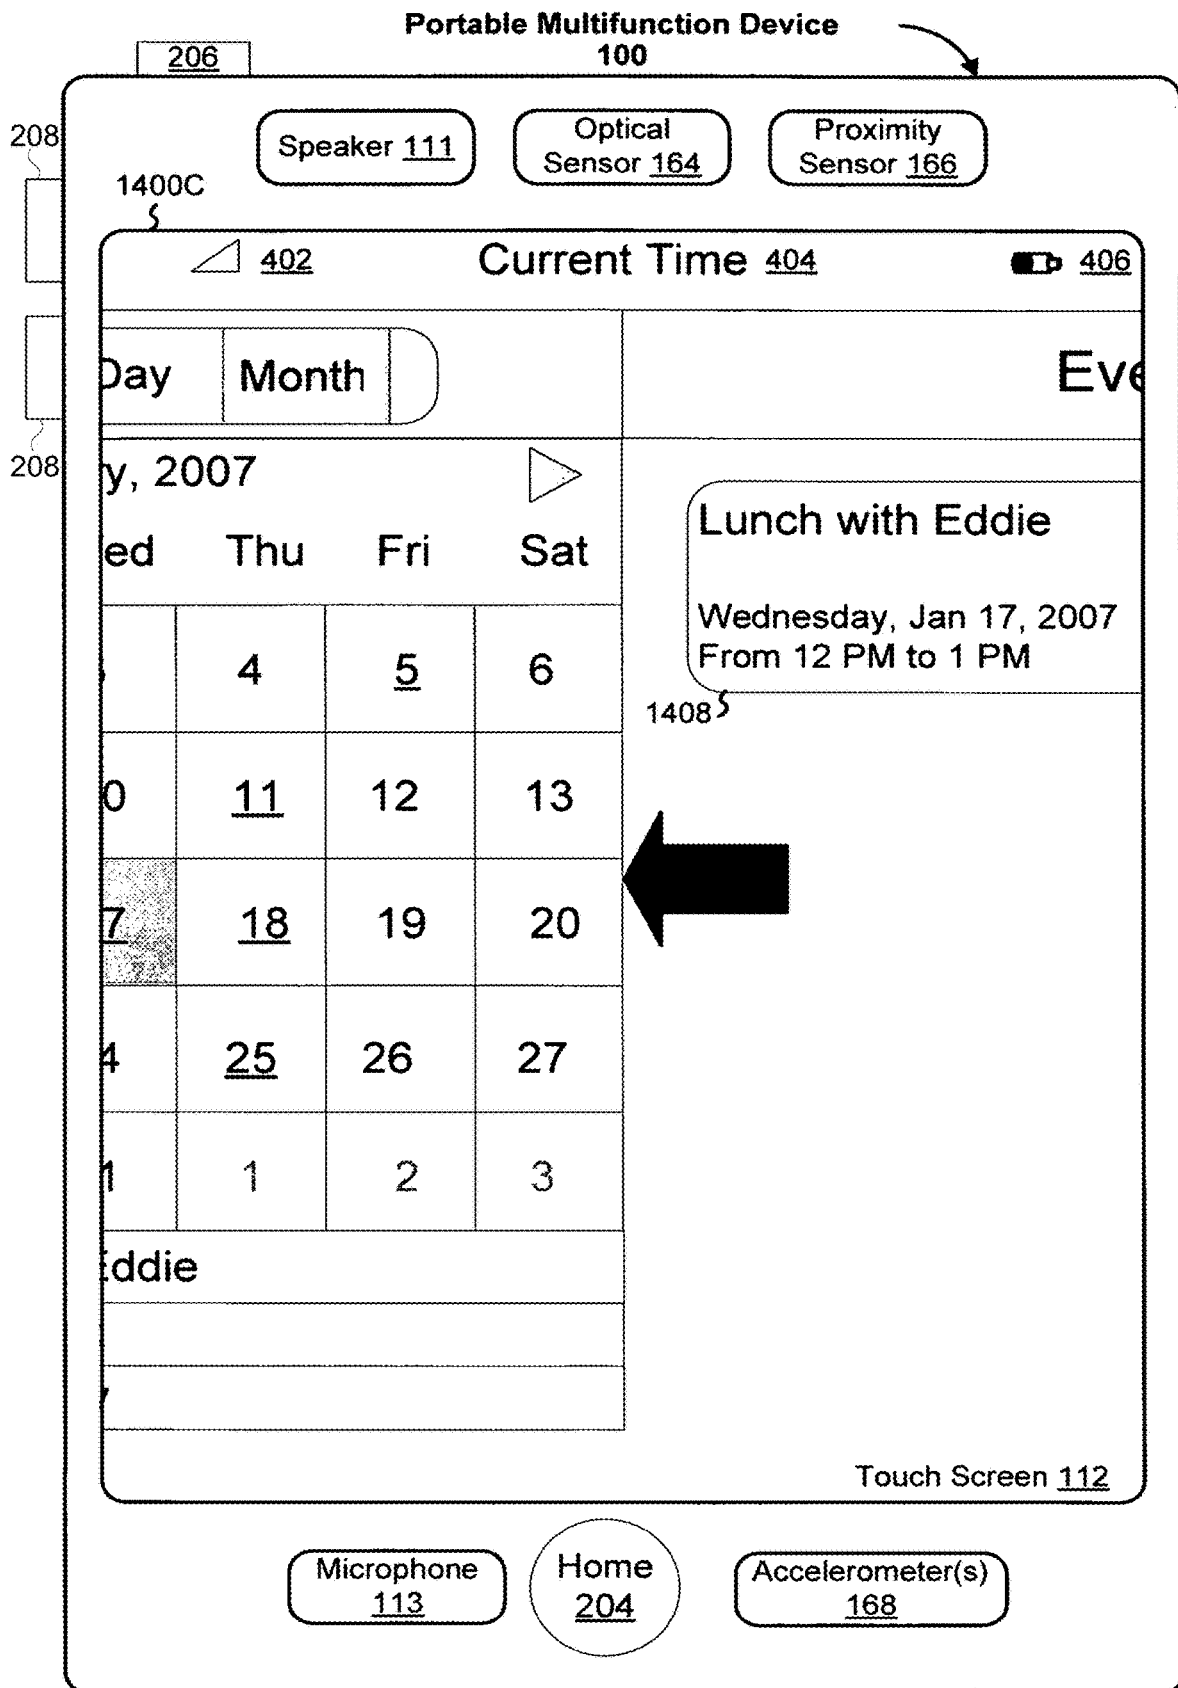 Portable Multifunction Device
100
206
208
Speaker 111
Optical
Sensor 164
Proximity
Sensor 166
1400C
402
Current Time 404
406
Day
Month
Eve
208
y, 2007
ed Thu Fri Sat
Lunch with Eddie
Wednesday, Jan 17, 2007
From 12 PM to 1 PM
1408
4 5 6
0 11 12 13
7 18 19 20
4 25 26 27
1 1 2 3
Eddie
Touch Screen 112
Microphone
113
Home
204
Accelerometer(s)
168